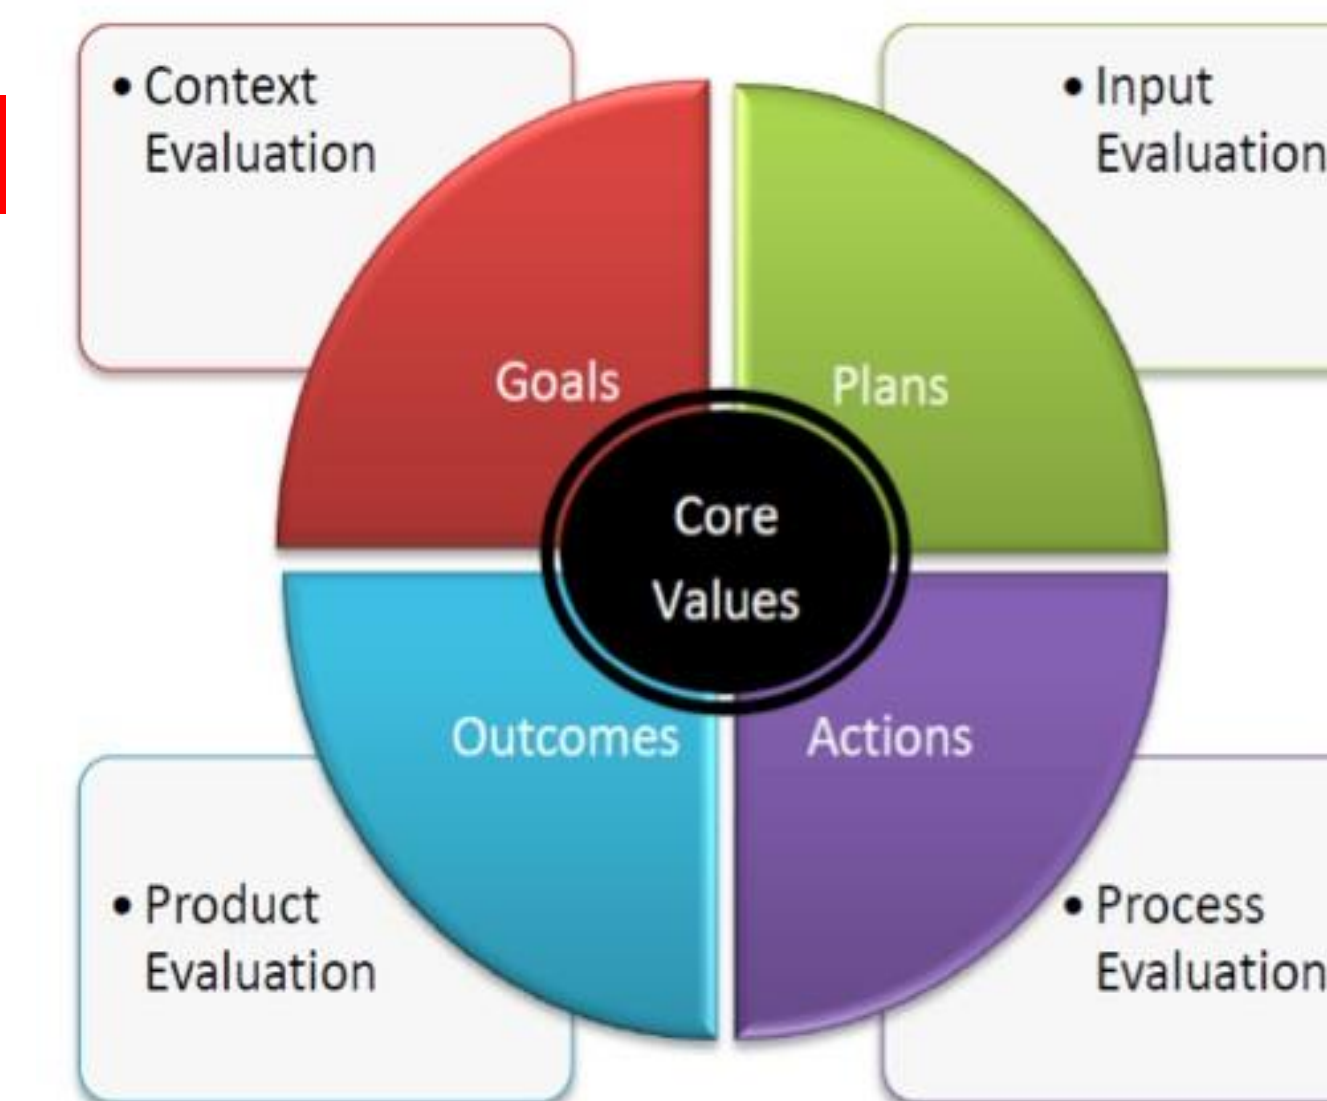 • Context
Evaluation
• Input
Evaluation
Goals
Plans
Core
Values
Outcomes
Actions
• Product
Evaluation
• Process
Evaluation